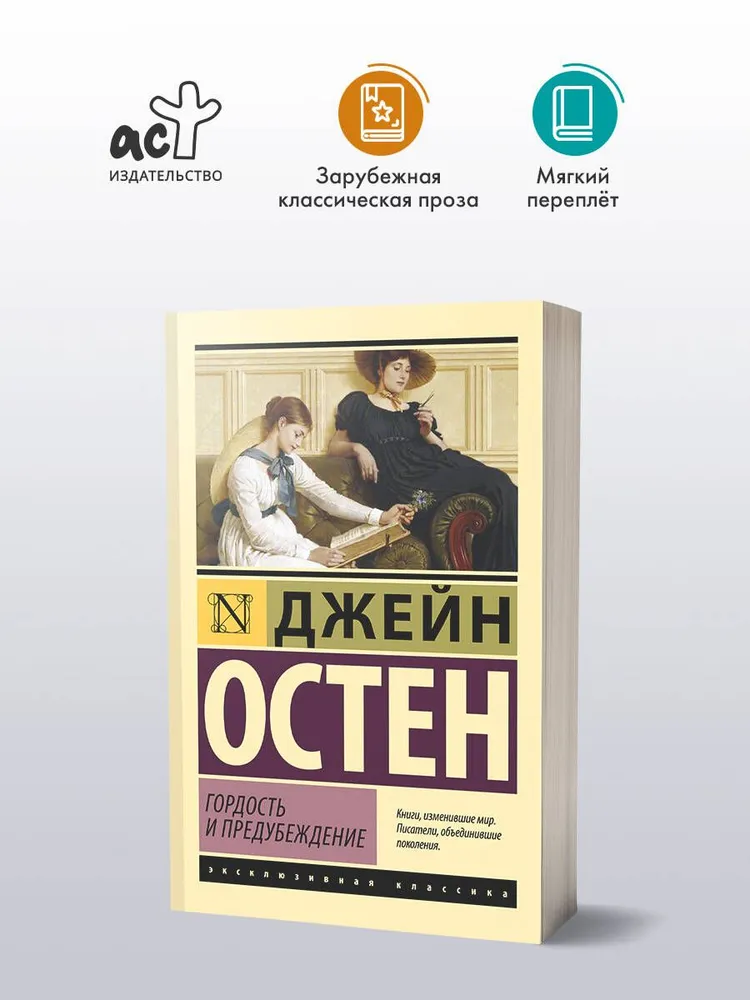 аст
ИЗДАТЕЛЬСТВО
Зарубежная
классическая проза
Мягкий
переплёт
N
ДЖЕЙН
ОСТЕН
ГОРДОСТЬ
И ПРЕДУБЕЖДЕНИЕ
Книги, изменившие мир.
Писатели, объединившие
поколения.
эксклюзивная классика